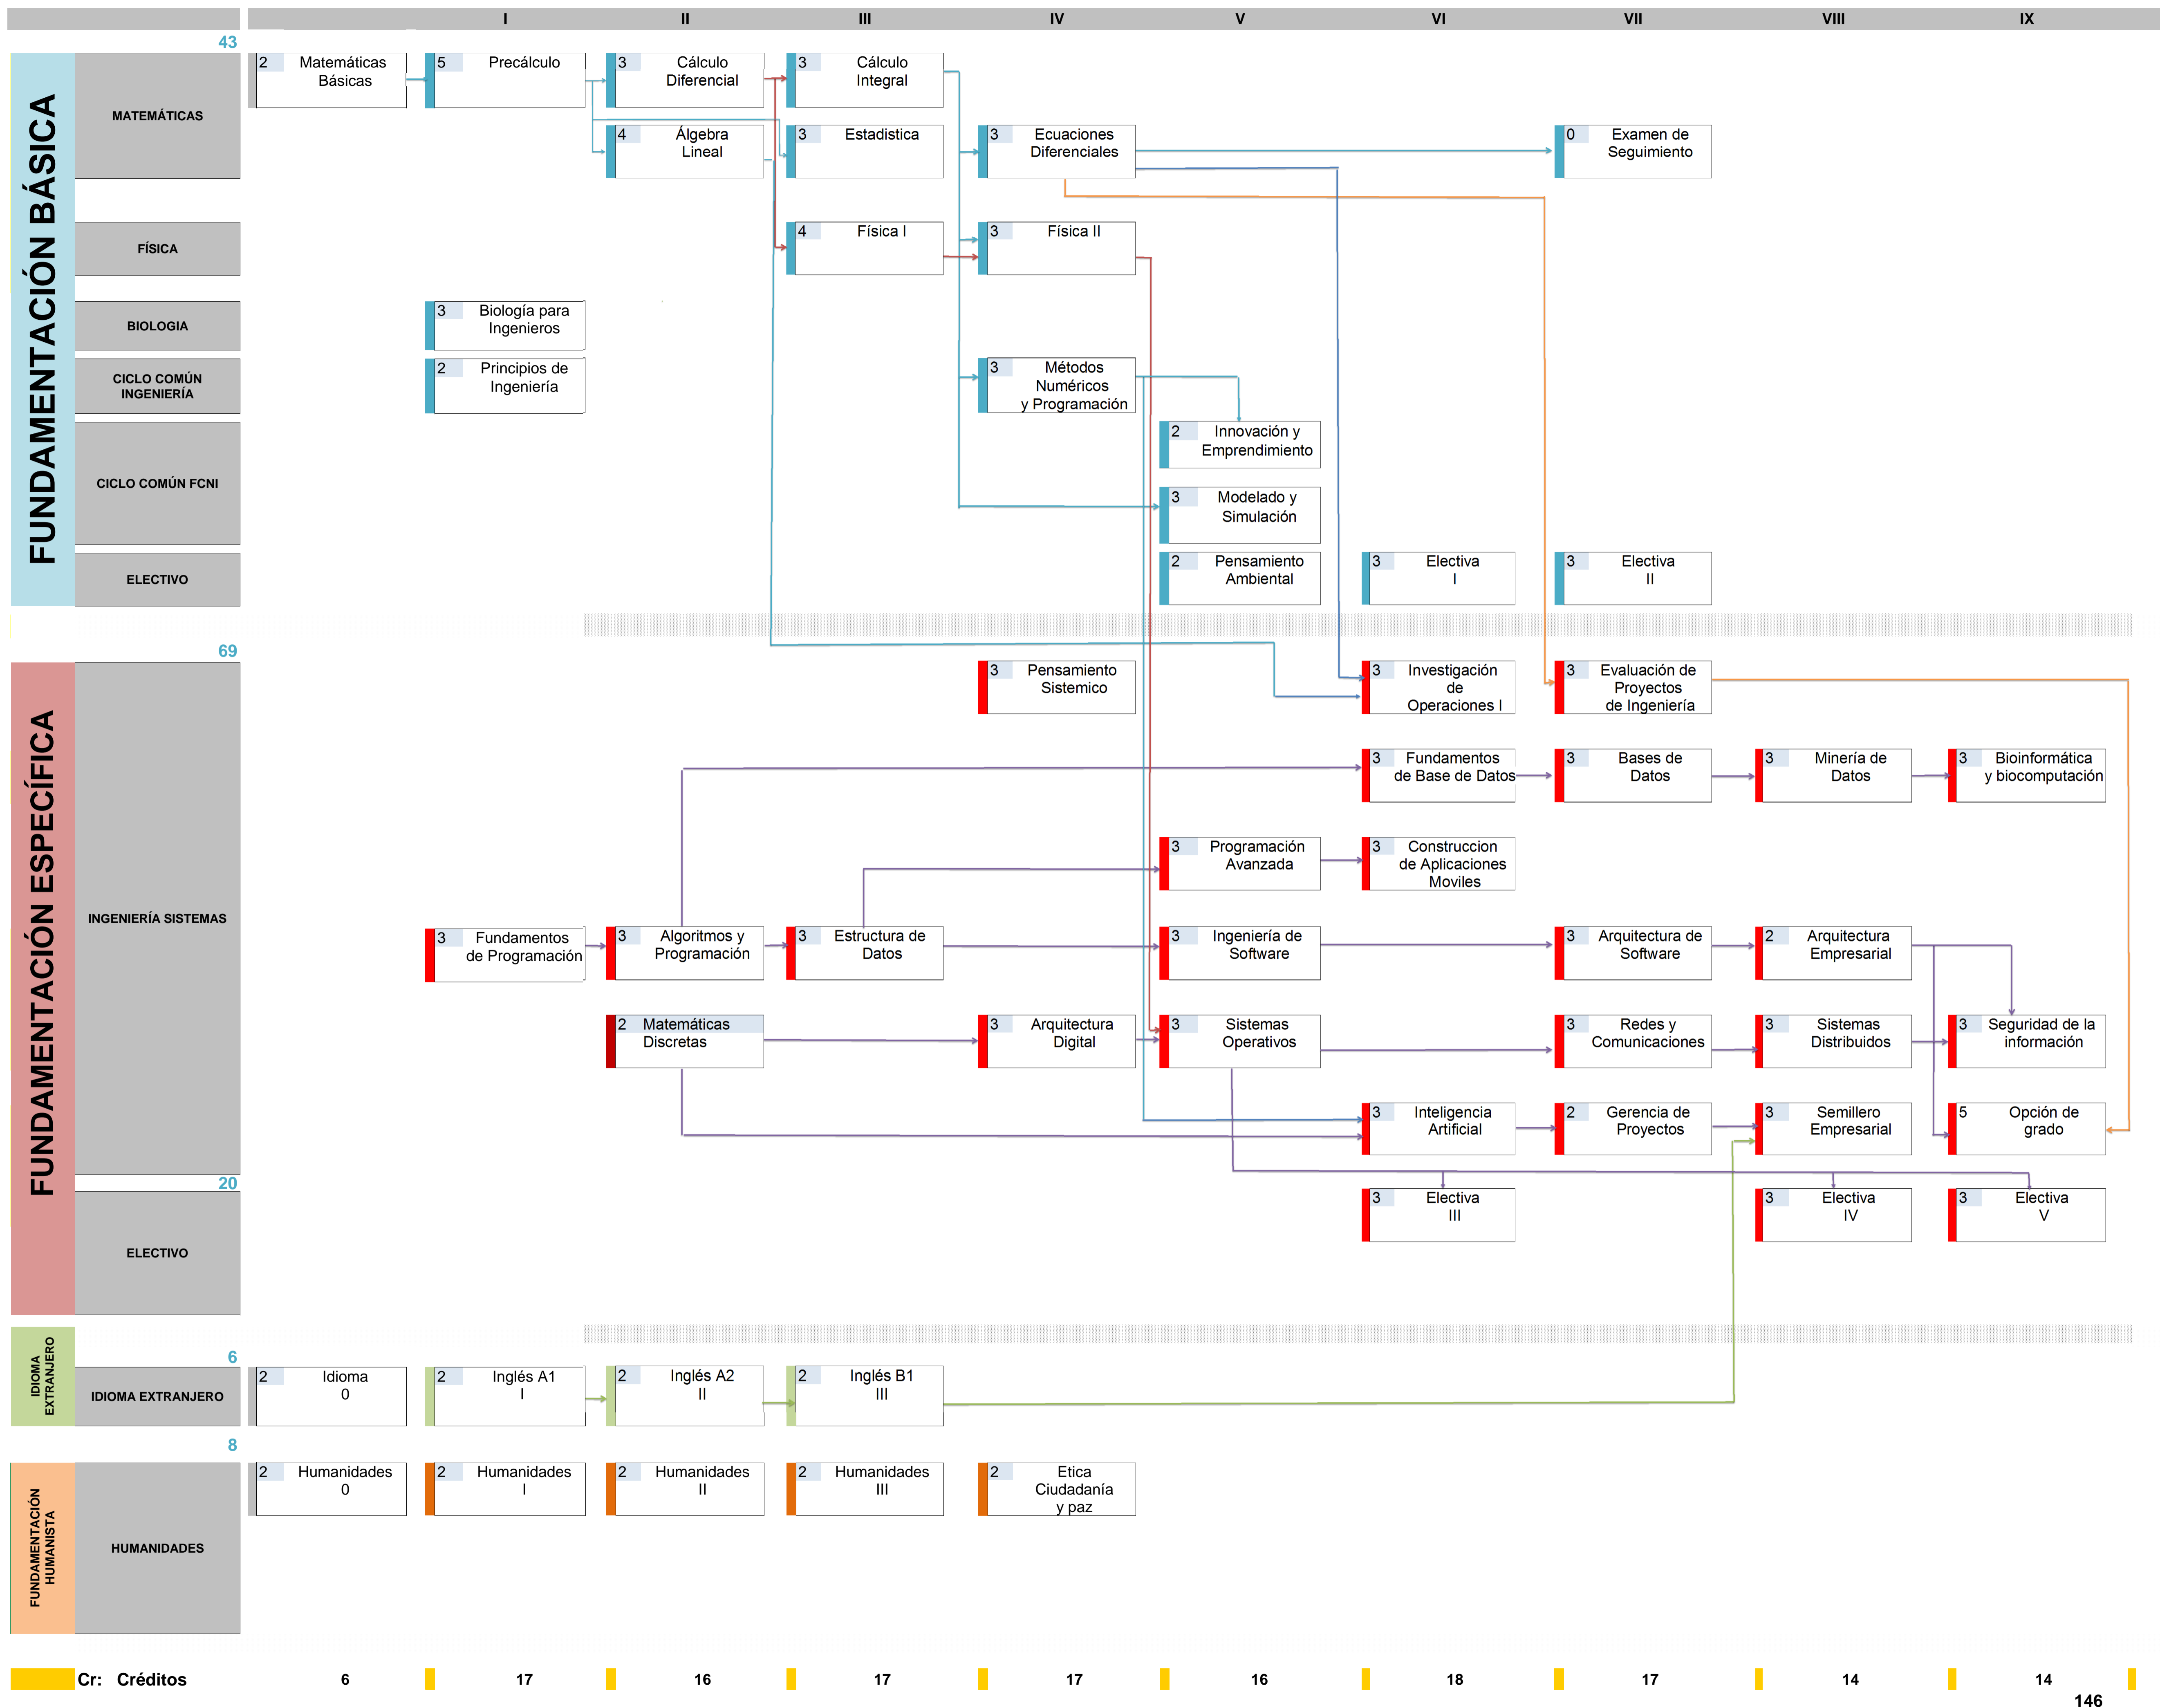 I II III IV V VI VII VIII IX
43
FUNDAMENTACIÓN BÁSICA
MATEMÁTICAS
2 Matemáticas
Básicas
5 Precálculo
3 Cálculo
Diferencial
3 Cálculo
Integral
4 Álgebra
Lineal
3 Estadistica
3 Ecuaciones
Diferenciales
0 Examen de
Seguimiento
FÍSICA
4 Física I
3 Física II
BIOLOGIA
3 Biología para
Ingenieros
CICLO COMÚN
INGENIERÍA
2 Principios de
Ingeniería
3 Métodos
Numéricos
y Programación
CICLO COMÚN FCNI
2 Innovación y
Emprendimiento
3 Modelado y
Simulación
ELECTIVO
2 Pensamiento
Ambiental
3 Electiva
I
3 Electiva
II
69
FUNDAMENTACIÓN ESPECÍFICA
INGENIERÍA SISTEMAS
3 Pensamiento
Sistemico
3 Investigación
de
Operaciones I
3 Evaluación de
Proyectos
de Ingeniería
3 Fundamentos
de Base de Datos
3 Bases de
Datos
3 Minería de
Datos
3 Bioinformática
y biocomputación
3 Programación
Avanzada
3 Construccion
de Aplicaciones
Moviles
3 Fundamentos
de Programación
3 Algoritmos y
Programación
3 Estructura de
Datos
3 Ingeniería de
Software
3 Arquitectura de
Software
2 Arquitectura
Empresarial
2 Matemáticas
Discretas
3 Arquitectura
Digital
3 Sistemas
Operativos
3 Redes y
Comunicaciones
3 Sistemas
Distribuidos
3 Seguridad de la
información
3 Inteligencia
Artificial
2 Gerencia de
Proyectos
3 Semillero
Empresarial
5 Opción de
grado
20
ELECTIVO
3 Electiva
III
3 Electiva
IV
3 Electiva
V
IDIOMA
EXTRANJERO
6
IDIOMA EXTRANJERO
2 Idioma
0
2 Inglés A1
I
2 Inglés A2
II
2 Inglés B1
III
8
FUNDAMENTACIÓN
HUMANISTA
HUMANIDADES
2 Humanidades
0
2 Humanidades
I
2 Humanidades
II
2 Humanidades
III
2 Etica
Ciudadanía
y paz
Cr: Créditos 6 17 16 17 17 16 18 17 14 14
146